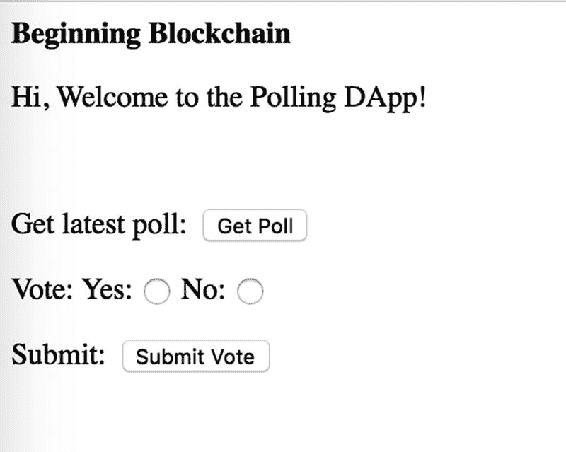 Beginning Blockchain
Hi, Welcome to the Polling DApp!
Get latest poll: Get Poll
Vote: Yes: No:
Submit: Submit Vote